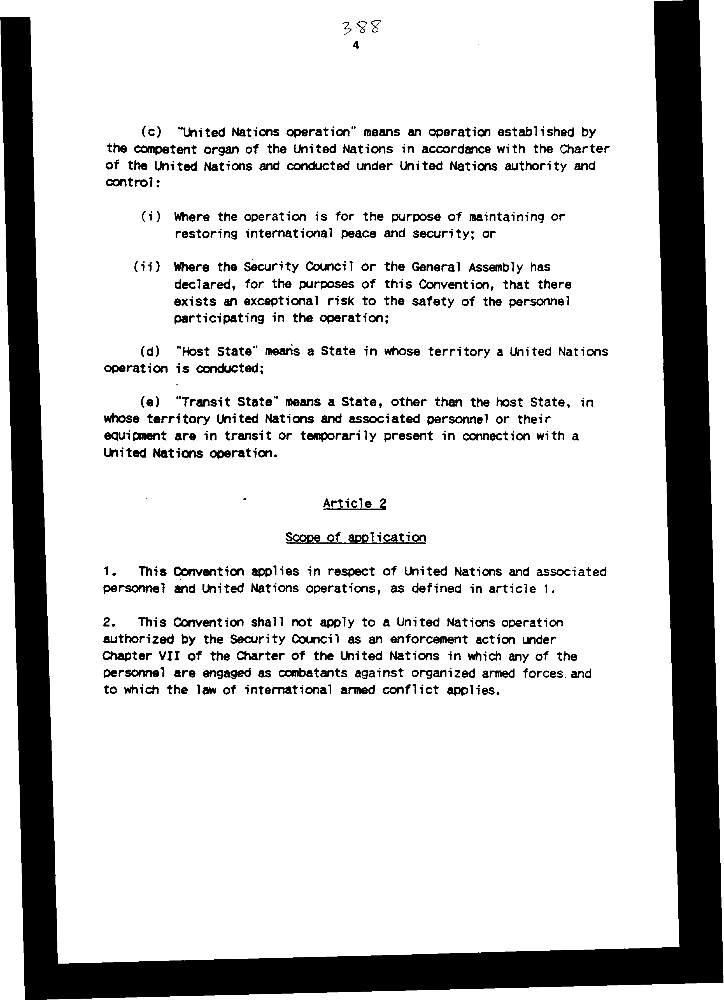 388
4
(c) "United Nations operation" means an operation established by
the competent organ of the United Nations in accordance with the Charter
of the United Nations and conducted under United Nations authority and
control:
(i) Where the operation is for the purpose of maintaining or
restoring international peace and security; or
(ii) Where the Security Council or the General Assembly has
declared, for the purposes of this Convention, that there
exists an exceptional risk to the safety of the personnel
participating in the operation;
(d) "Host State" means a State in whose territory a United Nations
operation is conducted;
(e) "Transit State" means a State, other than the host State, in
whose territory United Nations and associated personnel or their
equipment are in transit or temporarily present in connection with a
United Nations operation.
Article 2
Scope of application
1. This Convention applies in respect of United Nations and associated
personnel and United Nations operations, as defined in article 1.
2. This Convention shall not apply to a United Nations operation
authorized by the Security Council as an enforcement action under
Chapter VII of the Charter of the United Nations in which any of the
personnel are engaged as combatants against organized armed forces and
to which the law of international armed conflict applies.